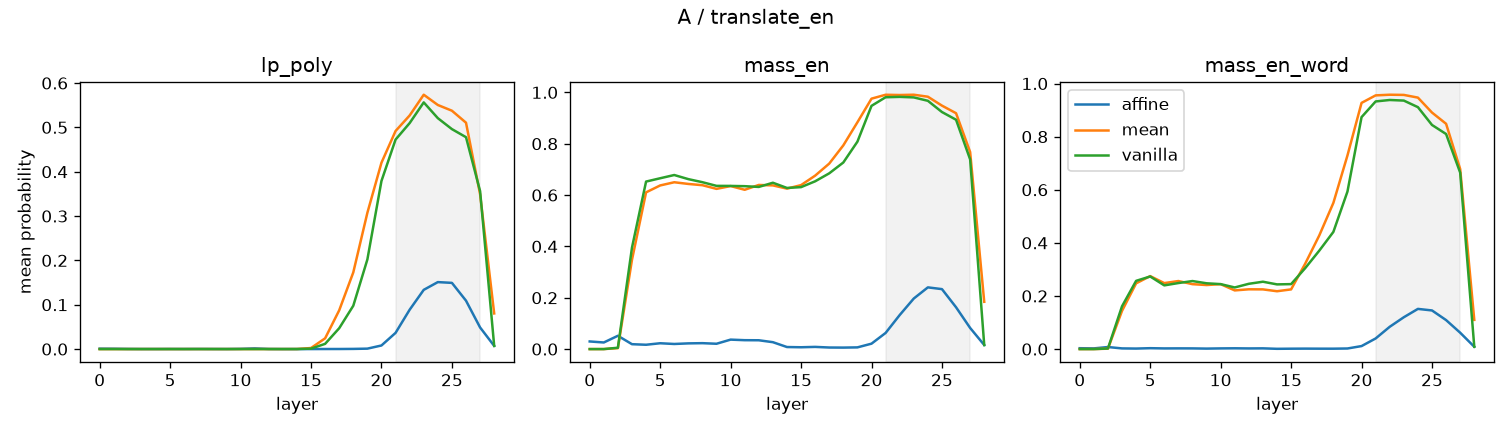 A / translate_en
lp_poly
mass_en
mass_en_word
mean probability
0.6
0.5
0.4
0.3
0.2
0.1
0.0
0 5 10 15 20 25
layer
1.0
0.8
0.6
0.4
0.2
0.0
0 5 10 15 20 25
layer
1.0
0.8
0.6
0.4
0.2
0.0
0 5 10 15 20 25
layer
affine
mean
vanilla